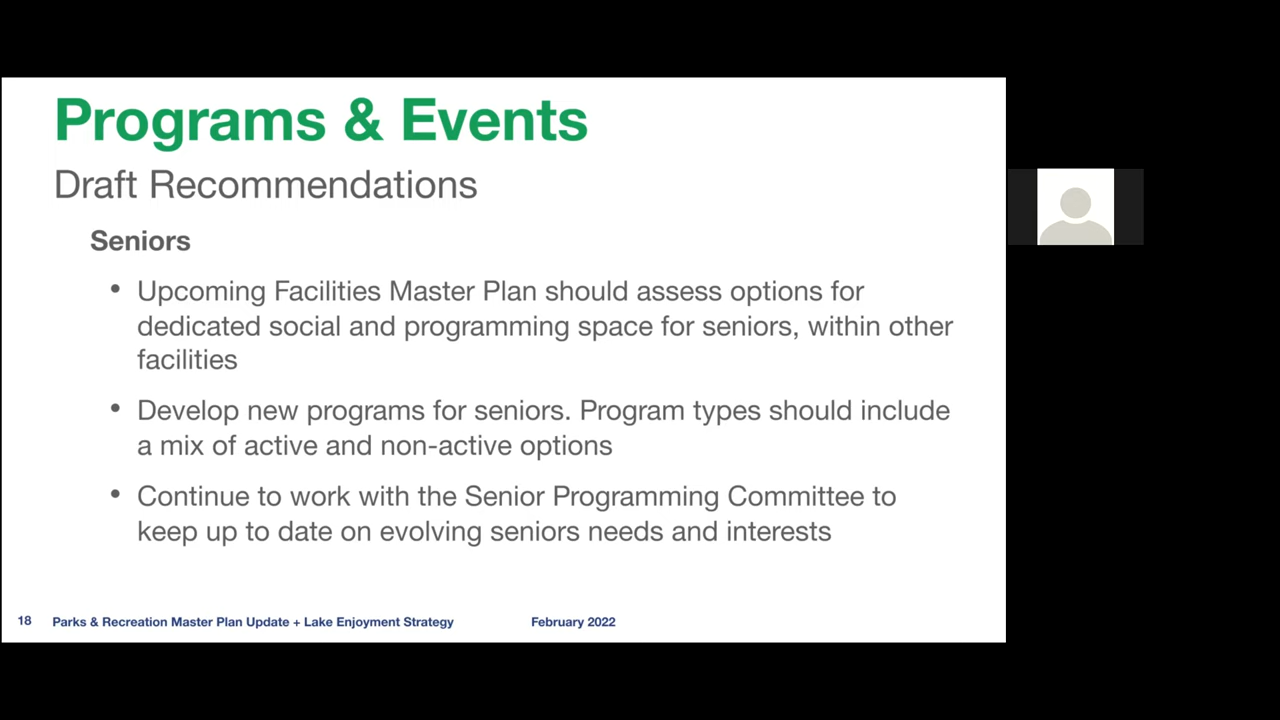 Programs & Events
Draft Recommendations
Seniors
• Upcoming Facilities Master Plan should assess options for
dedicated social and programming space for seniors, within other
facilities
• Develop new programs for seniors. Program types should include
a mix of active and non-active options
• Continue to work with the Senior Programming Committee to
keep up to date on evolving seniors needs and interests
18 Parks & Recreation Master Plan Update + Lake Enjoyment Strategy February 2022